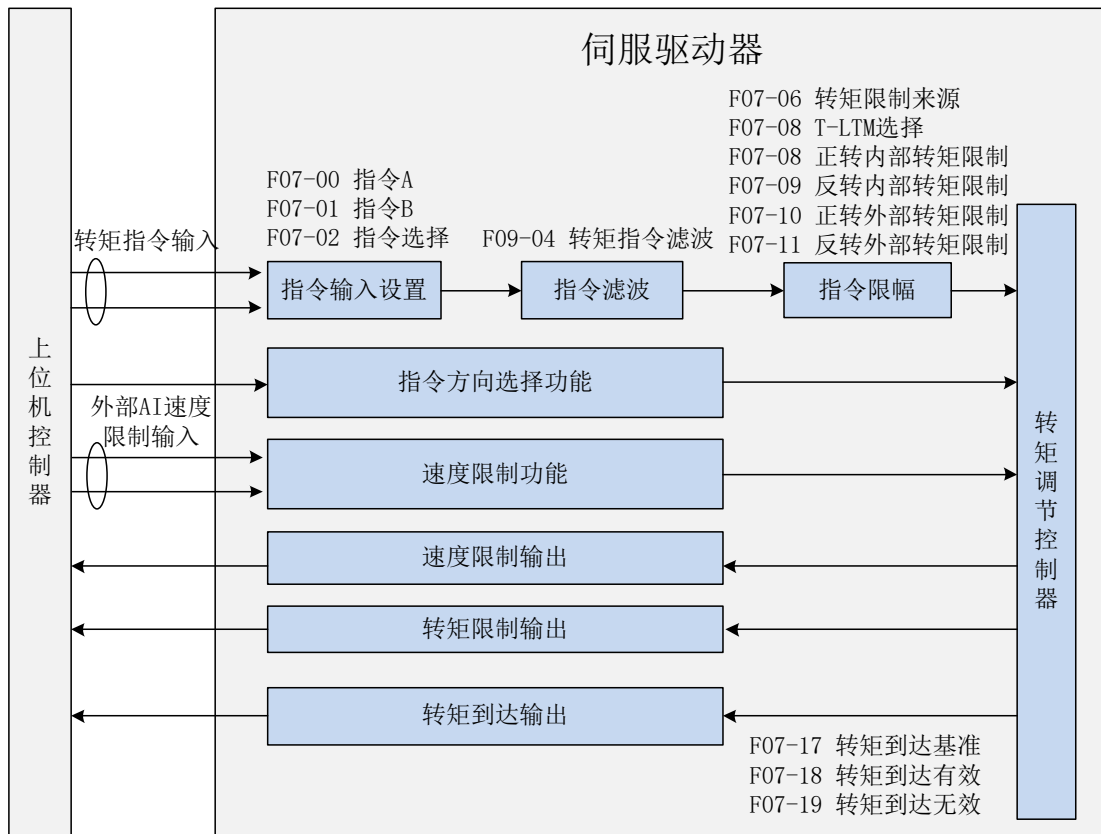 伺服驱动器
F07-06 转矩限制来源
F07-08 T-LTM选择
F07-08 正转内部转矩限制
F07-09 反转内部转矩限制
F07-10 正转外部转矩限制
F07-11 反转外部转矩限制
F07-00 指令A
F07-01 指令B
F07-02 指令选择
F09-04 转矩指令滤波
转矩指令输入
指令输入设置
指令滤波
指令限幅
上位机控制器
指令方向选择功能
外部AI速度
限制输入
速度限制功能
转矩调节控制器
速度限制输出
转矩限制输出
转矩到达输出
F07-17 转矩到达基准
F07-18 转矩到达有效
F07-19 转矩到达无效